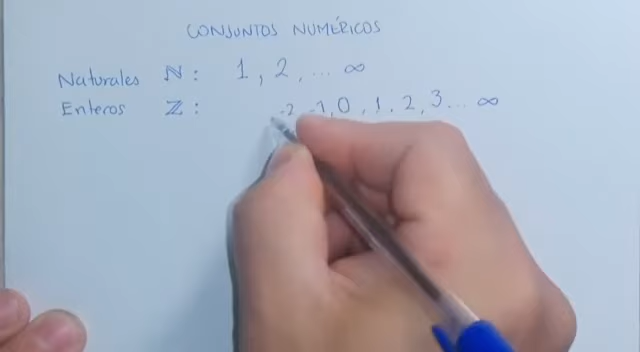 CONJUNTOS NUMÉRICOS
Naturales ℕ: 1, 2, ... ∞
Enteros ℤ: -2, -1, 0, 1, 2, 3... ∞